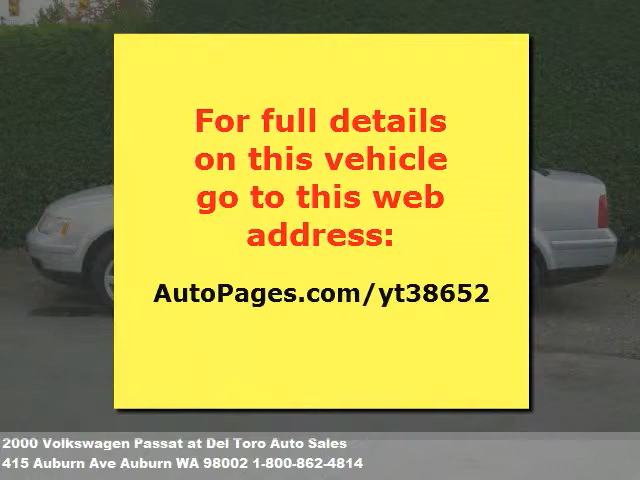 For full details
on this vehicle
go to this web
address:
AutoPages.com/yt38652
2000 Volkswagen Passat at Del Toro Auto Sales
415 Auburn Ave Auburn WA 98002 1-800-862-4814